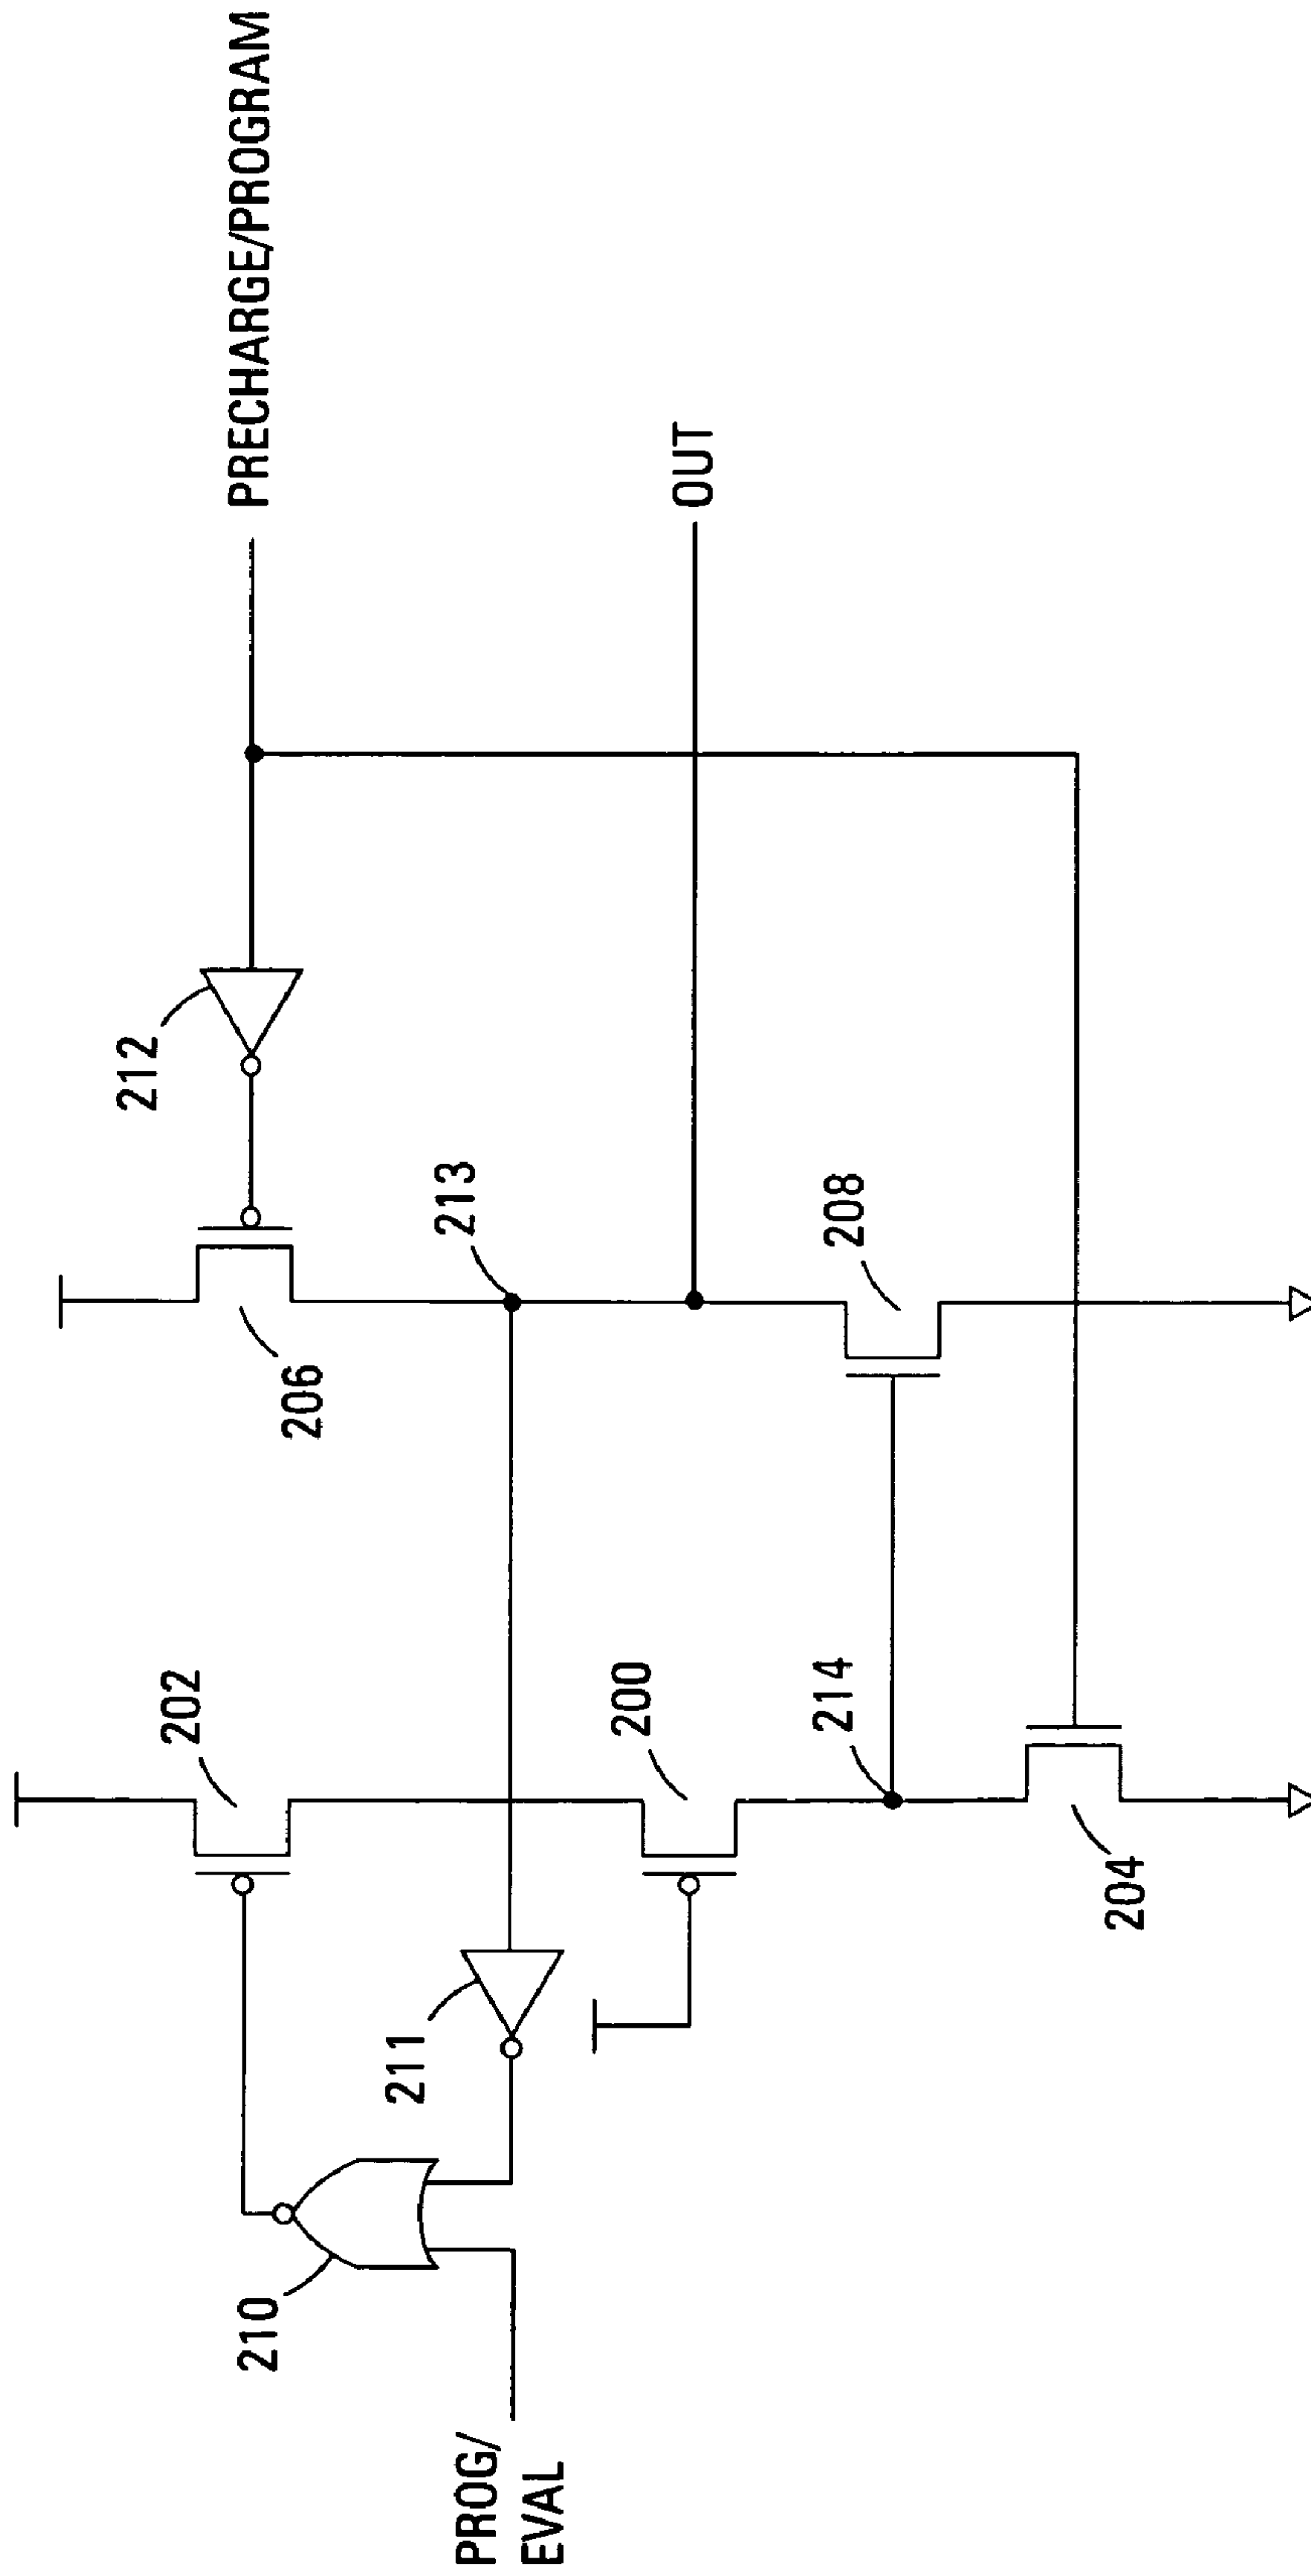 PRECHARGE/PROGRAM
212
206
213
OUT
208
202
200
214
204
211
210
PROG/
EVAL